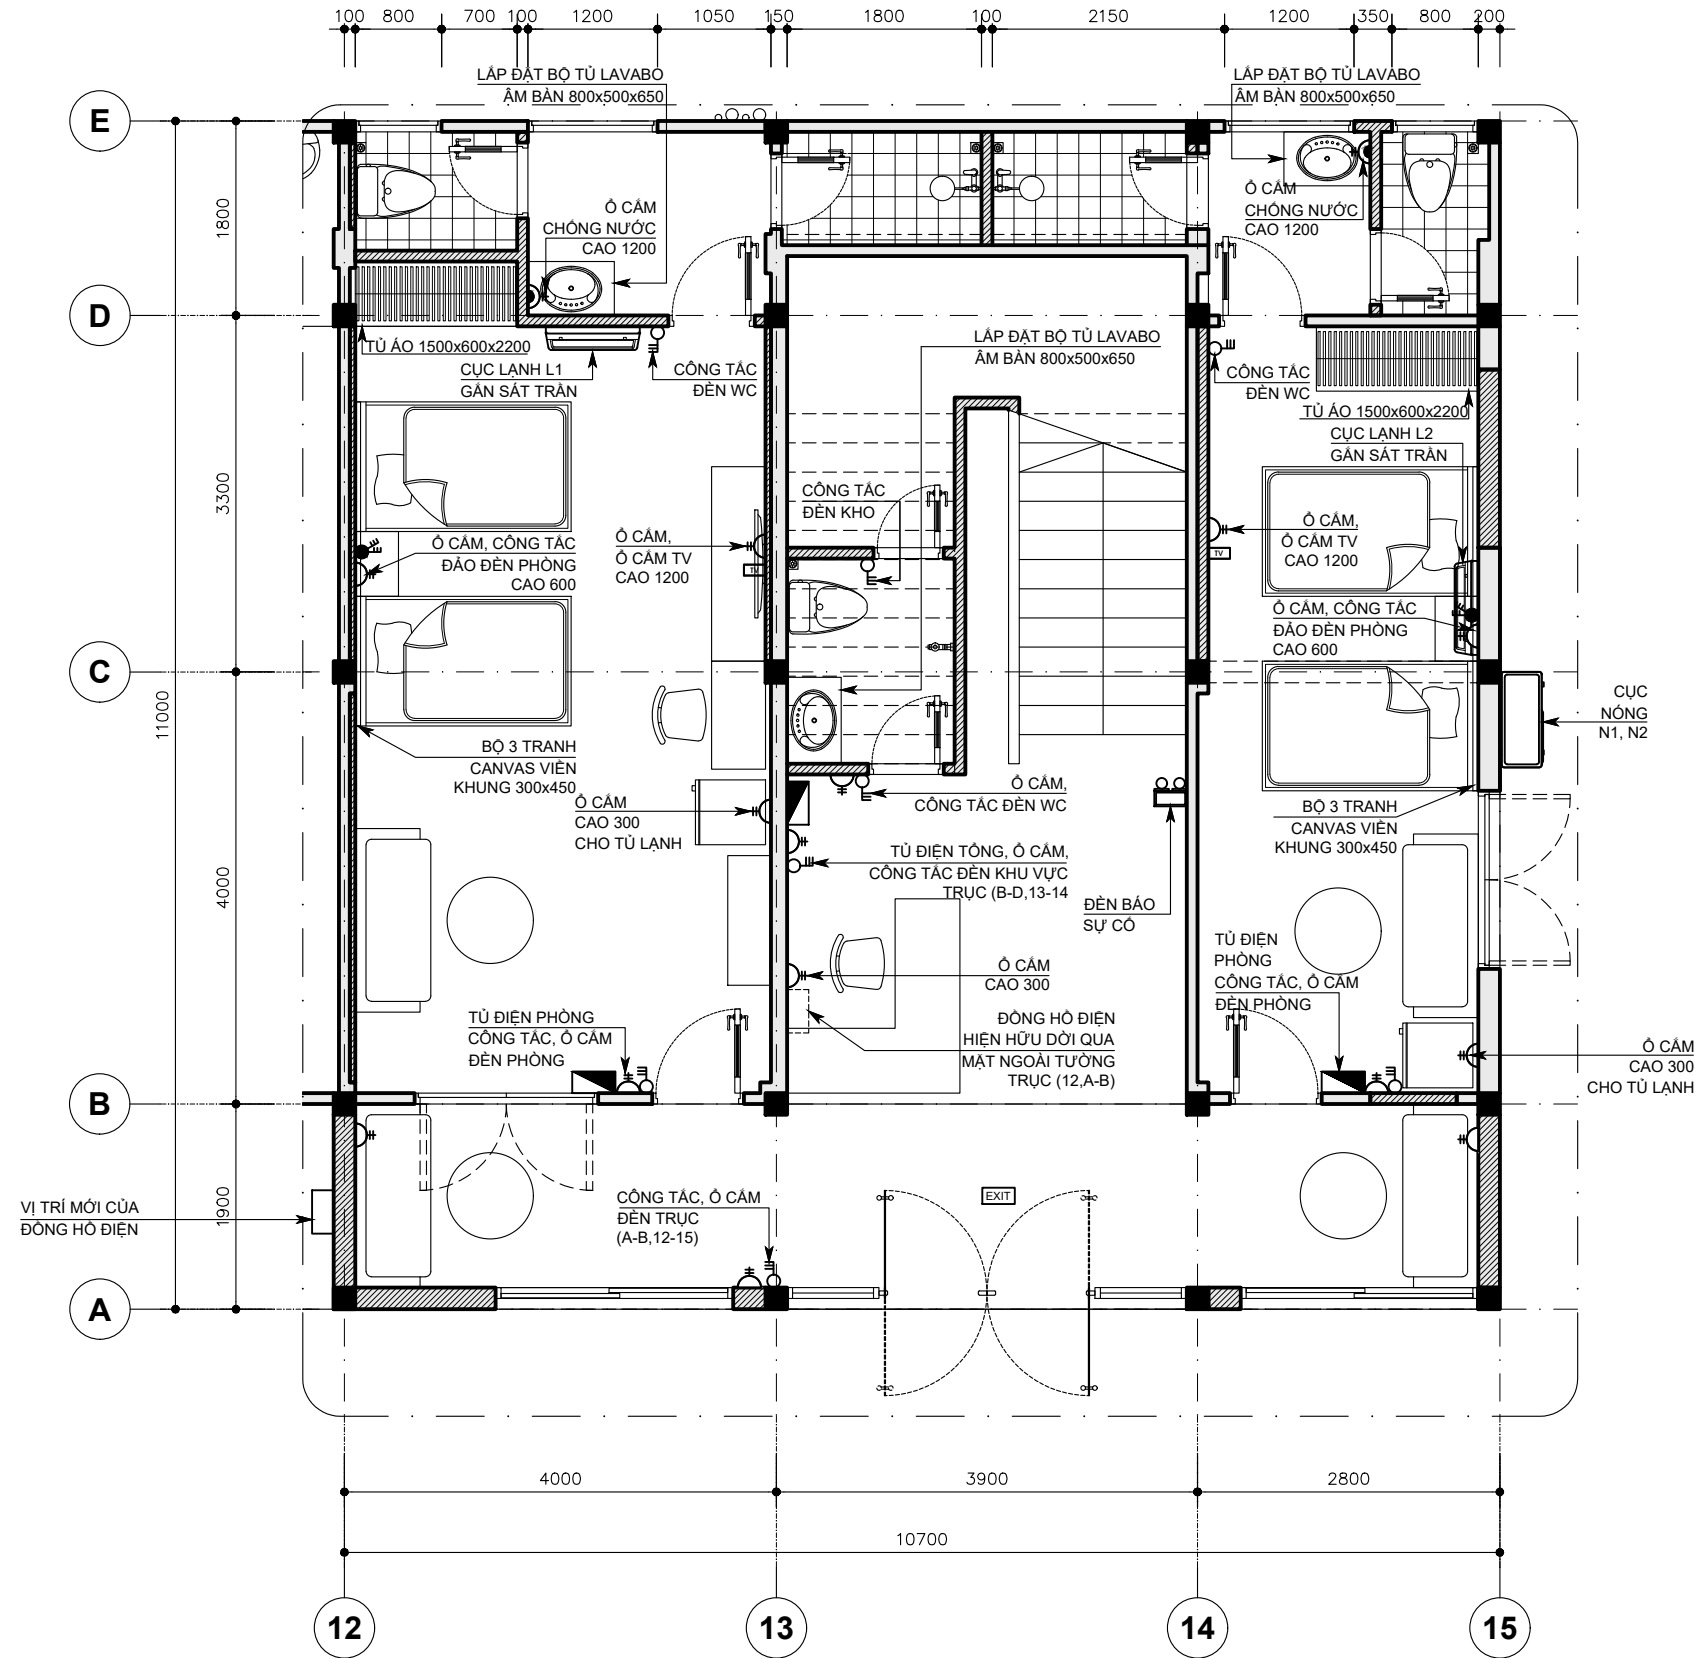 100 800 700 100 1200 1050 150 1800 100 2150 1200 350 800 200
LẮP ĐẶT BỘ TỦ LAVABO
ÂM BÀN 800x500x650
LẮP ĐẶT BỘ TỦ LAVABO
ÂM BÀN 800x500x650
E
1800
Ổ CẮM
CHỐNG NƯỚC
CAO 1200
Ổ CẮM
CHỐNG NƯỚC
CAO 1200
D
TỦ ÁO 1500x600x2200
CỤC LẠNH L1
GẮN SÁT TRẦN
CÔNG TẮC
ĐÈN WC
LẮP ĐẶT BỘ TỦ LAVABO
ÂM BÀN 800x500x650
CÔNG TẮC
ĐÈN WC
TỦ ÁO 1500x600x2200
CỤC LẠNH L2
GẮN SÁT TRẦN
3300
CÔNG TẮC
ĐÈN KHO
Ổ CẮM, CÔNG TẮC
ĐẢO ĐÈN PHÒNG
CAO 600
Ổ CẮM,
Ổ CẮM TV
CAO 1200
TV
Ổ CẮM,
Ổ CẮM TV
CAO 1200
TV
Ổ CẮM, CÔNG TẮC
ĐẢO ĐÈN PHÒNG
CAO 600
C
11000
CỤC
NÓNG
N1, N2
BỘ 3 TRANH
CANVAS VIỀN
KHUNG 300x450
Ổ CẮM
CAO 300
CHO TỦ LẠNH
Ổ CẮM,
CÔNG TẮC ĐÈN WC
BỘ 3 TRANH
CANVAS VIỀN
KHUNG 300x450
4000
TỦ ĐIỆN TỔNG, Ổ CẮM,
CÔNG TẮC ĐÈN KHU VỰC
TRỤC (B-D,13-14
ĐÈN BÁO
SỰ CỐ
Ổ CẮM
CAO 300
TỦ ĐIỆN
PHÒNG
CÔNG TẮC, Ổ CẮM
ĐÈN PHÒNG
TỦ ĐIỆN PHÒNG
CÔNG TẮC, Ổ CẮM
ĐÈN PHÒNG
ĐỒNG HỒ ĐIỆN
HIỆN HỮU DỜI QUA
MẶT NGOÀI TƯỜNG
TRỤC (12,A-B)
Ổ CẮM
CAO 300
CHO TỦ LẠNH
B
1900
VỊ TRÍ MỚI CỦA
ĐỒNG HỒ ĐIỆN
CÔNG TẮC, Ổ CẮM
ĐÈN TRỤC
(A-B,12-15)
EXIT
A
4000 3900 2800
10700
12 13 14 15